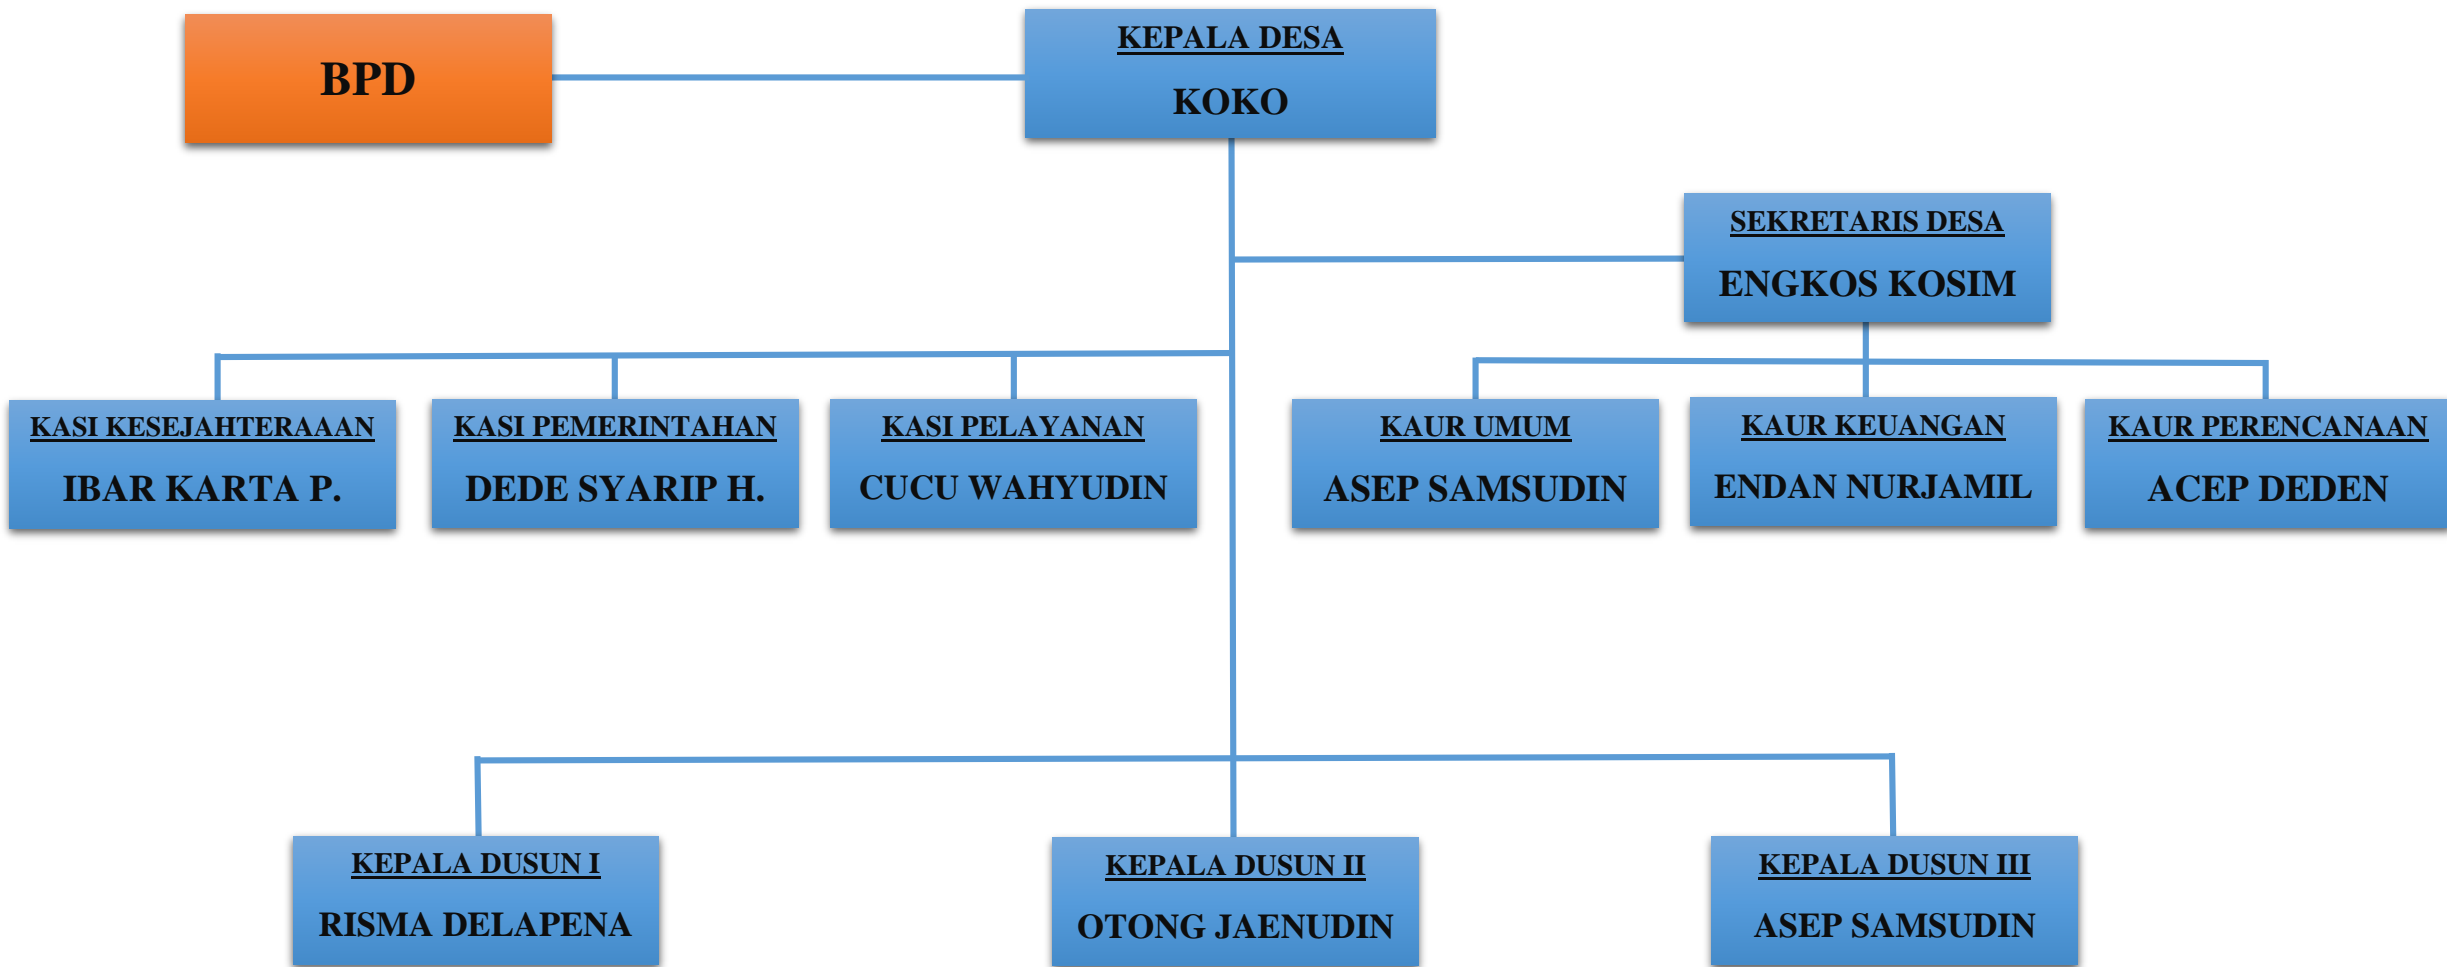 BPD
KEPALA DESA
KOKO
SEKRETARIS DESA
ENGKOS KOSIM
KASI KESEJAHTERAAAN
IBAR KARTA P.
KASI PEMERINTAHAN
DEDE SYARIP H.
KASI PELAYANAN
CUCU WAHYUDIN
KAUR UMUM
ASEP SAMSUDIN
KAUR KEUANGAN
ENDAN NURJAMIL
KAUR PERENCANAAN
ACEP DEDEN
KEPALA DUSUN I
RISMA DELAPENA
KEPALA DUSUN II
OTONG JAENUDIN
KEPALA DUSUN III
ASEP SAMSUDIN